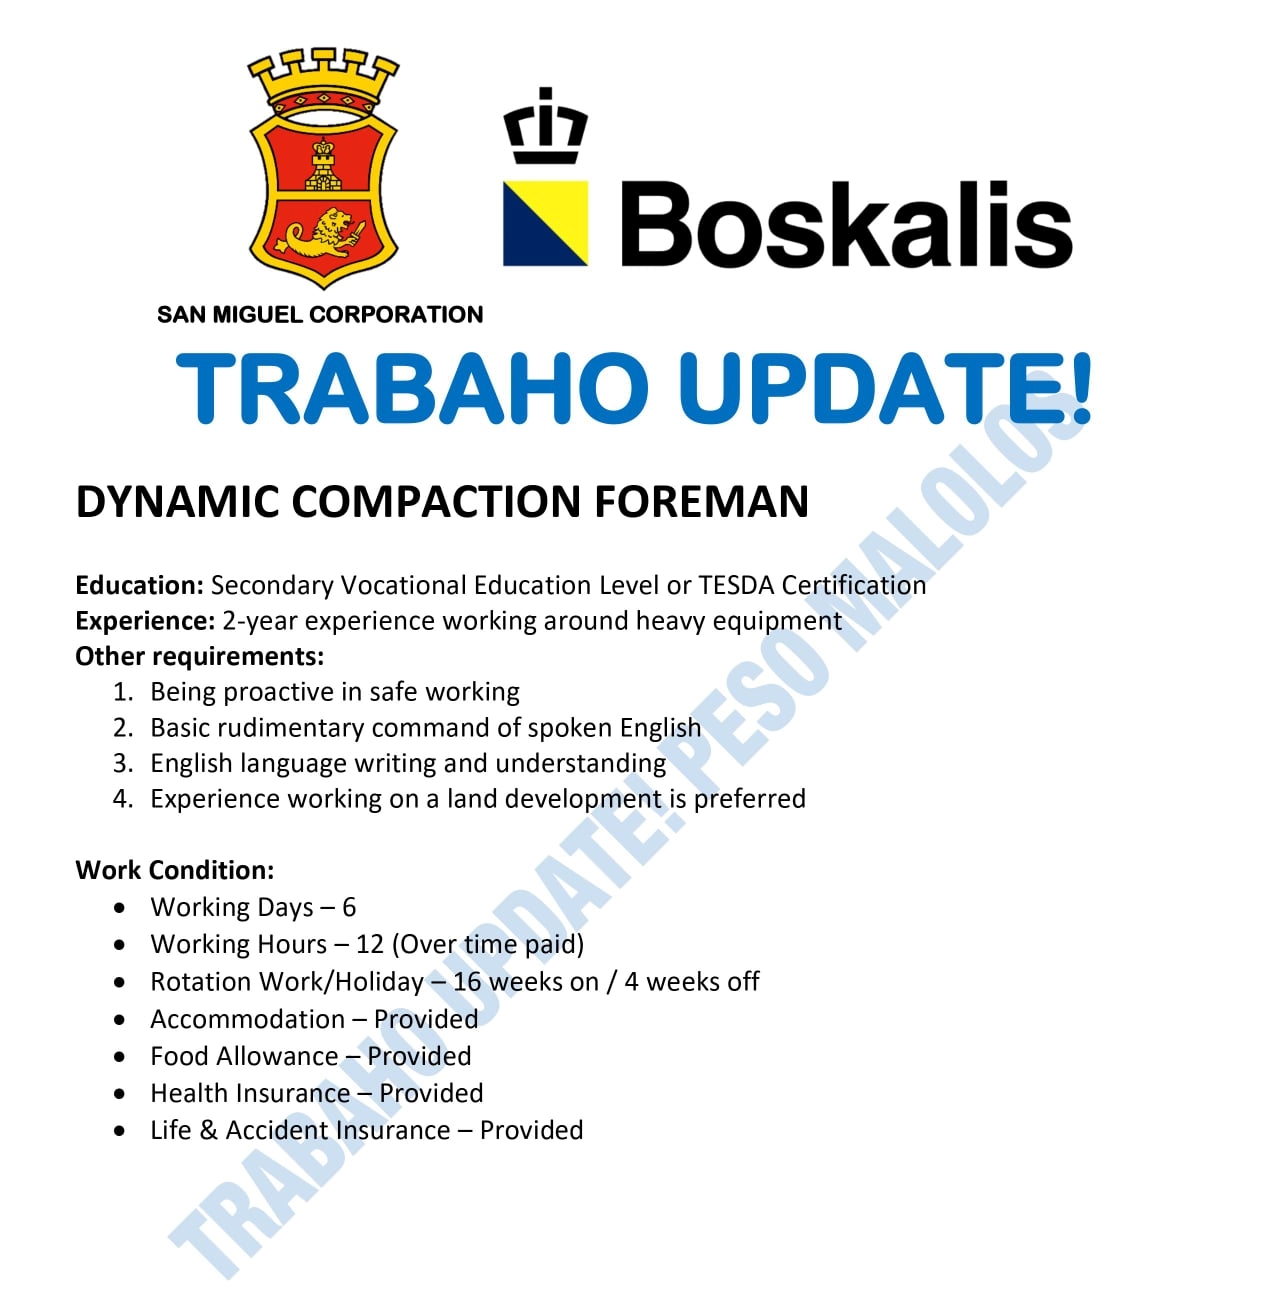 Boskalis
SAN MIGUEL CORPORATION
TRABAHO UPDATE!
DYNAMIC COMPACTION FOREMAN
Education: Secondary Vocational Education Level or TESDA Certification
Experience: 2-year experience working around heavy equipment
Other requirements:
1. Being proactive in safe working
2. Basic rudimentary command of spoken English
3. English language writing and understanding
4. Experience working on a land development is preferred
Work Condition:
• Working Days – 6
• Working Hours – 12 (Over time paid)
• Rotation Work/Holiday – 16 weeks on / 4 weeks off
• Accommodation – Provided
• Food Allowance – Provided
• Health Insurance – Provided
• Life & Accident Insurance – Provided
TRABAHO UPDATE! PESO MALOLOS